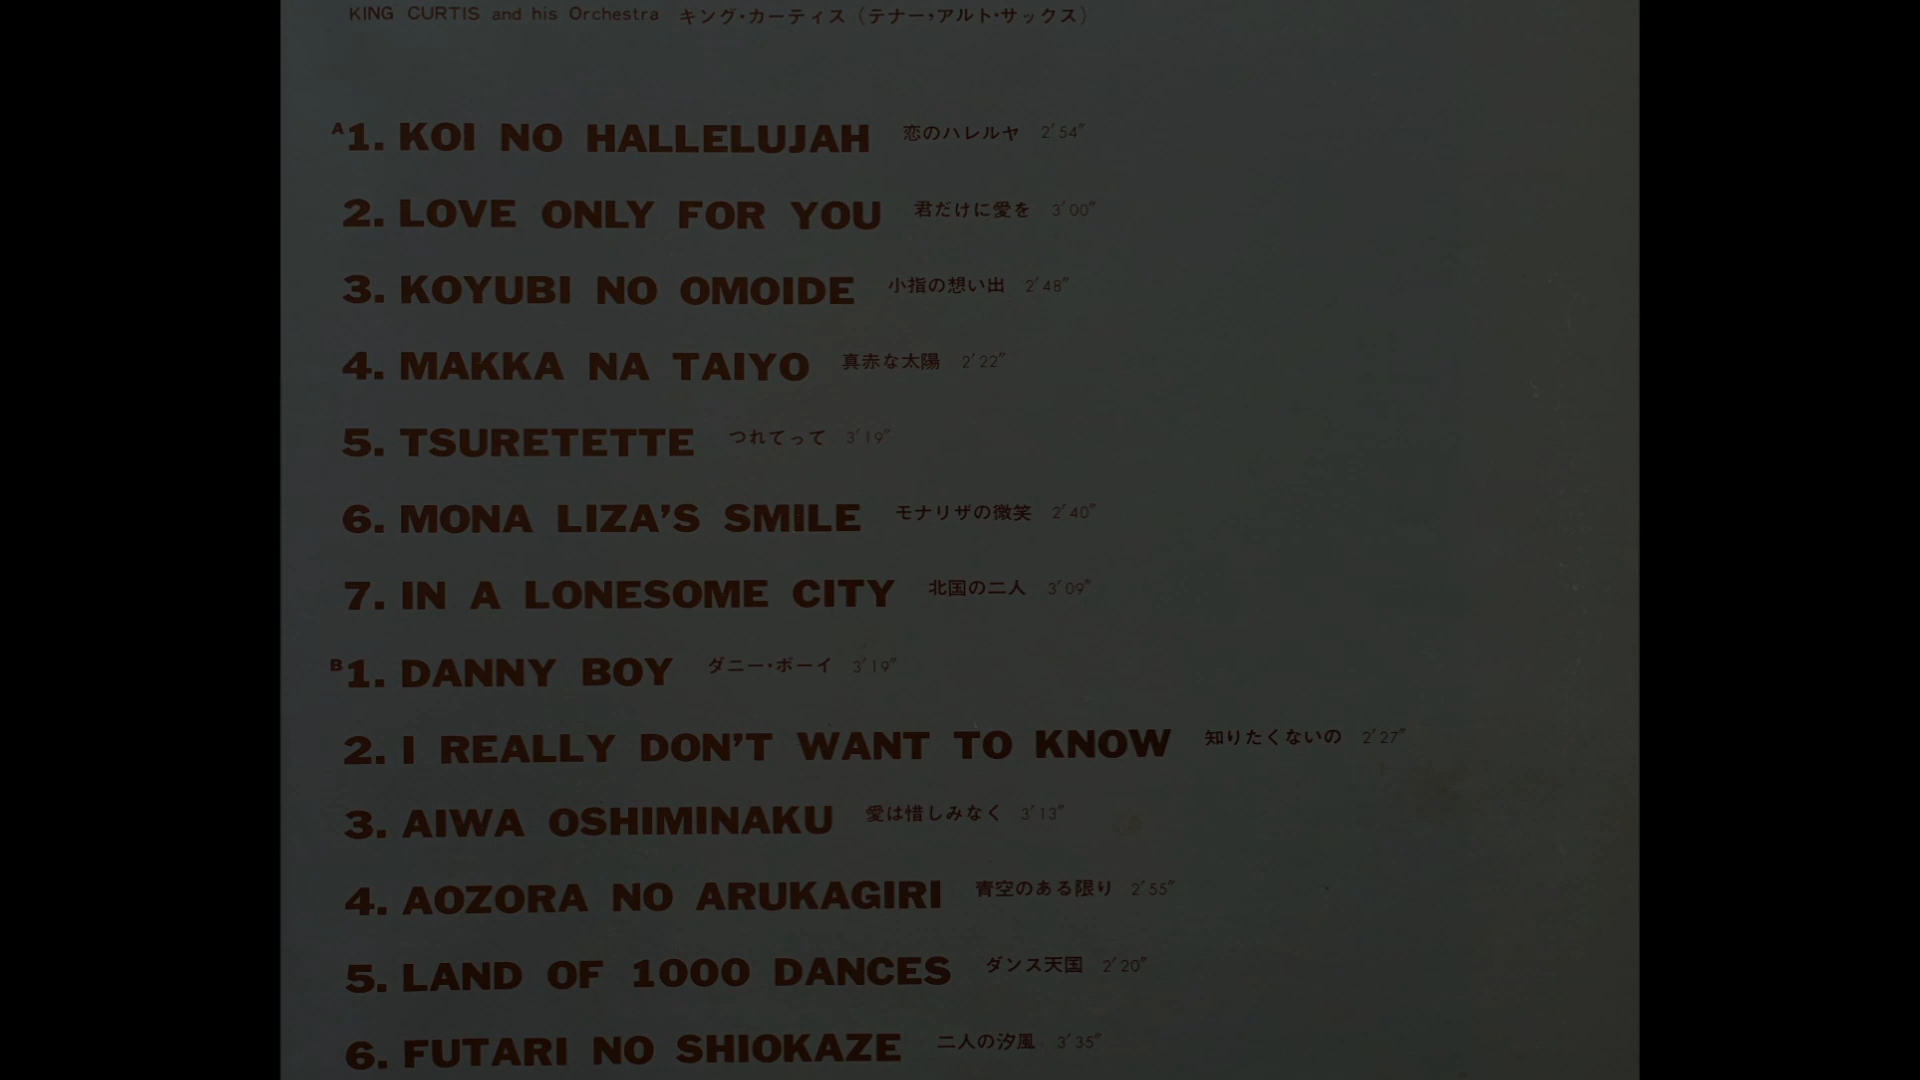 KING CURTIS and his Orchestra キング・カーティス（テナー,アルト・サックス）
A1. KOI NO HALLELUJAH 恋のハレルヤ 2′54″
2. LOVE ONLY FOR YOU 君だけに愛を 3′00″
3. KOYUBI NO OMOIDE 小指の想い出 2′48″
4. MAKKA NA TAIYO 真赤な太陽 2′22″
5. TSURETETTE つれてって 3′19″
6. MONA LIZA'S SMILE モナリザの微笑 2′40″
7. IN A LONESOME CITY 北国の二人 3′09″
B1. DANNY BOY ダニー・ボーイ 3′19″
2. I REALLY DON'T WANT TO KNOW 知りたくないの 2′27″
3. AIWA OSHIMINAKU 愛は惜しみなく 3′13″
4. AOZORA NO ARUKAGIRI 青空のある限り 2′55″
5. LAND OF 1000 DANCES ダンス天国 2′20″
6. FUTARI NO SHIOKAZE 二人の汐風 3′35″